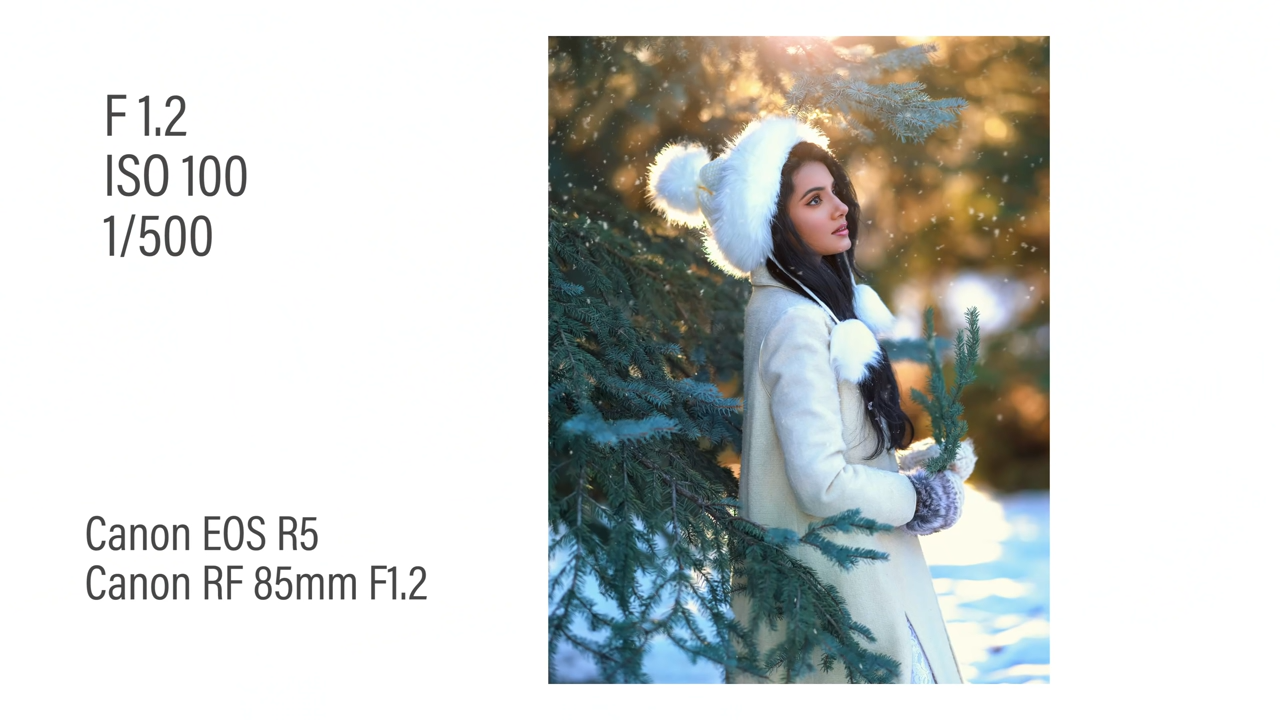 F 1.2
ISO 100
1/500
Canon EOS R5
Canon RF 85mm F1.2